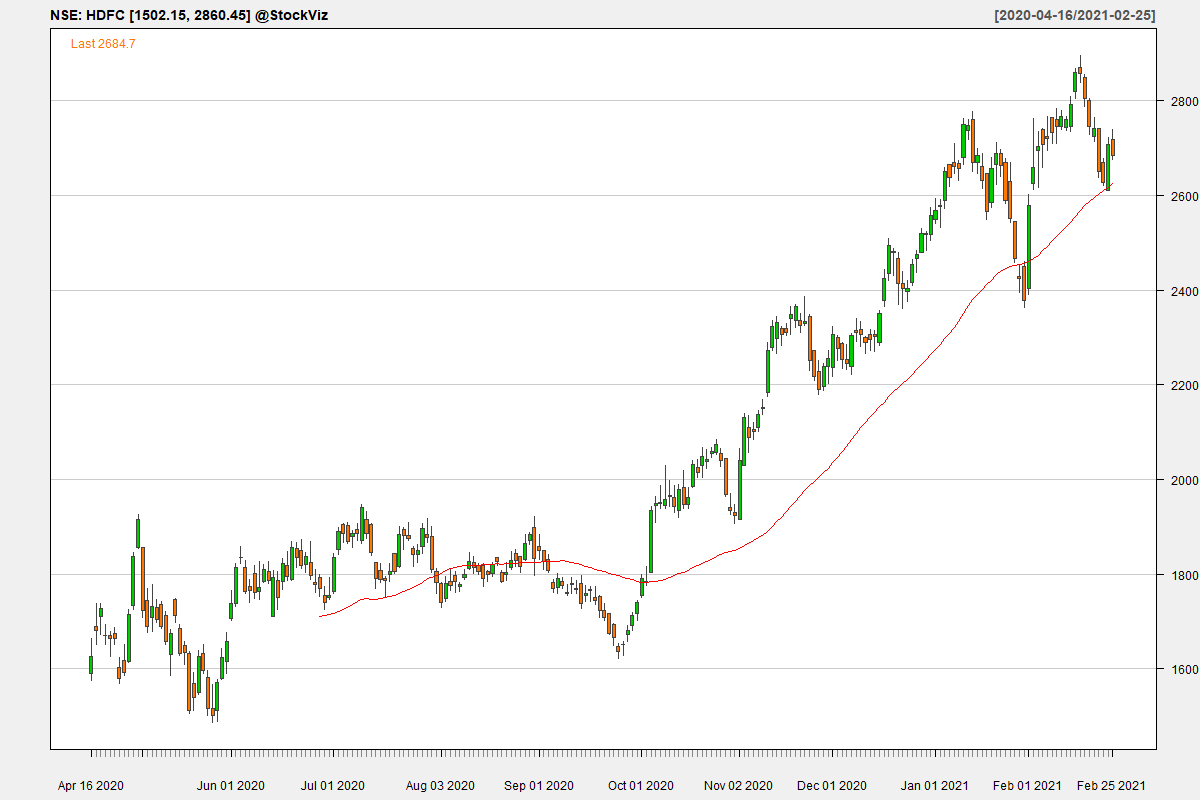 NSE: HDFC [1502.15, 2860.45] @StockViz
[2020-04-16/2021-02-25]
Last 2684.7
2800
2600
2400
2200
2000
1800
1600
Apr 16 2020 Jun 01 2020 Jul 01 2020 Aug 03 2020 Sep 01 2020 Oct 01 2020 Nov 02 2020 Dec 01 2020 Jan 01 2021 Feb 01 2021 Feb 25 2021